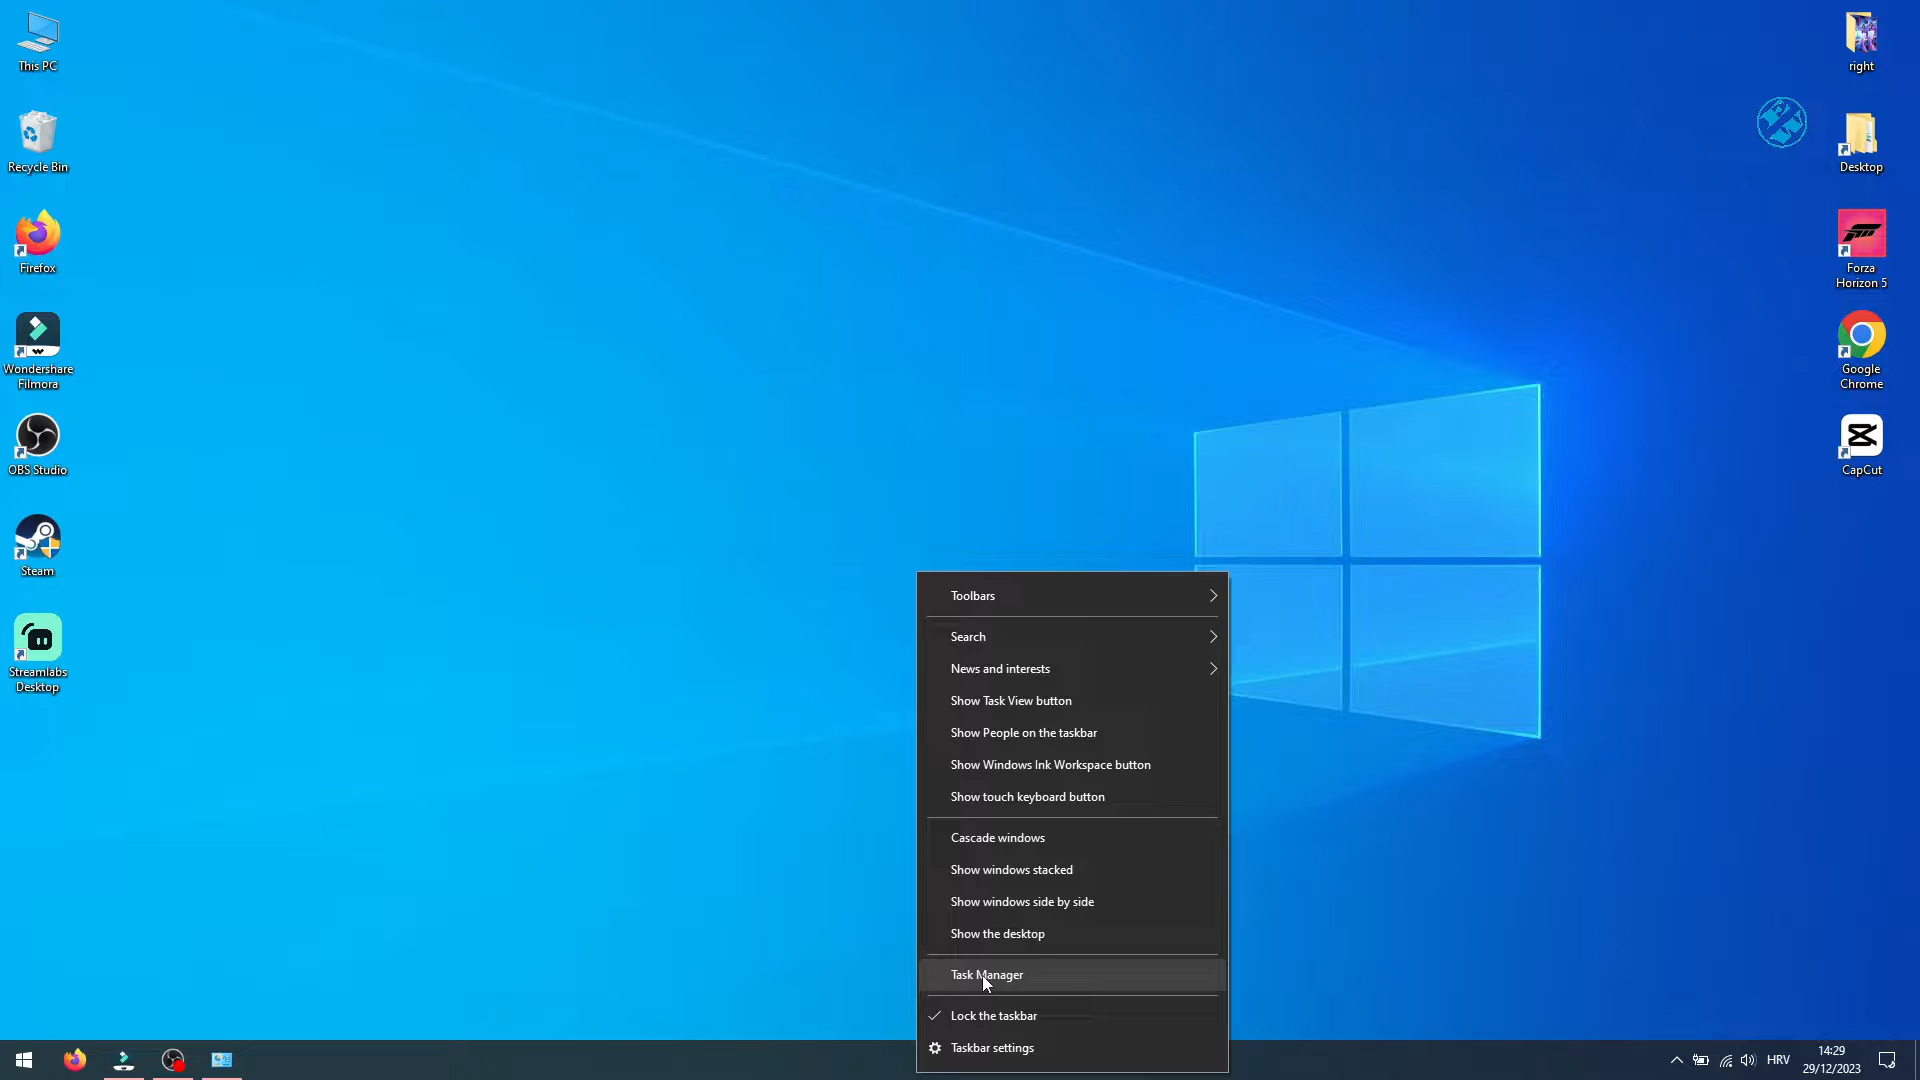 This PC
Recycle Bin
Firefox
Wondershare
Filmora
OBS Studio
Steam
Streamlabs
Desktop
right
Desktop
Forza
Horizon 5
Google
Chrome
CapCut
Toolbars
Search
News and interests
Show Task View button
Show People on the taskbar
Show Windows Ink Workspace button
Show touch keyboard button
Cascade windows
Show windows stacked
Show windows side by side
Show the desktop
Task Manager
Lock the taskbar
Taskbar settings
HRV
14:29
29/12/2023